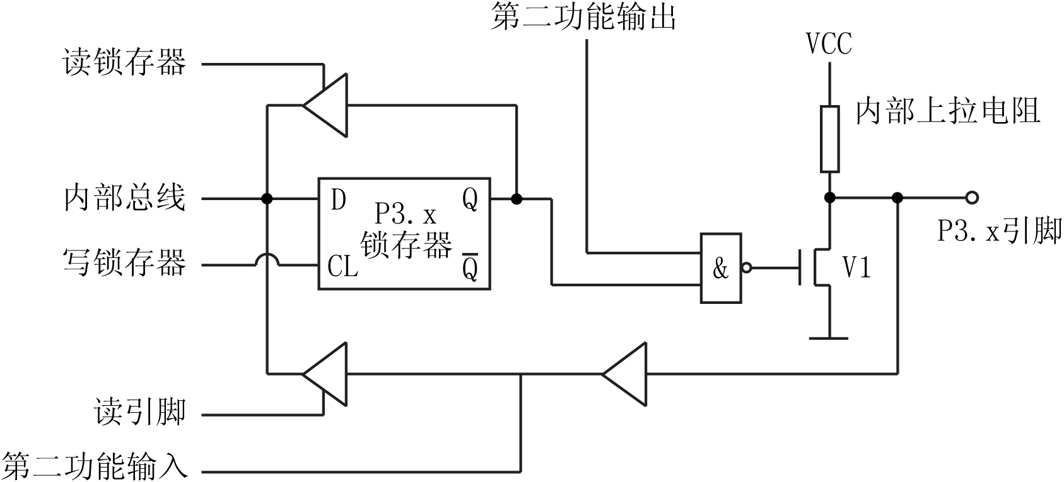 第二功能输出
VCC
读锁存器
内部上拉电阻
内部总线
D
Q
P3.x
锁存器
P3.x引脚
写锁存器
CL
Q̅
&
V1
读引脚
第二功能输入